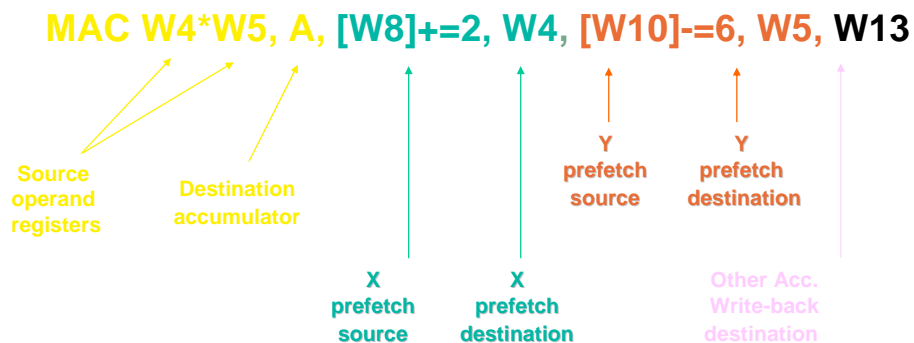 MAC W4*W5, A, [W8]+=2, W4, [W10]-=6, W5, W13
Source
operand
registers
Destination
accumulator
X
prefetch
source
X
prefetch
destination
Y
prefetch
source
Y
prefetch
destination
Other Acc.
Write-back
destination